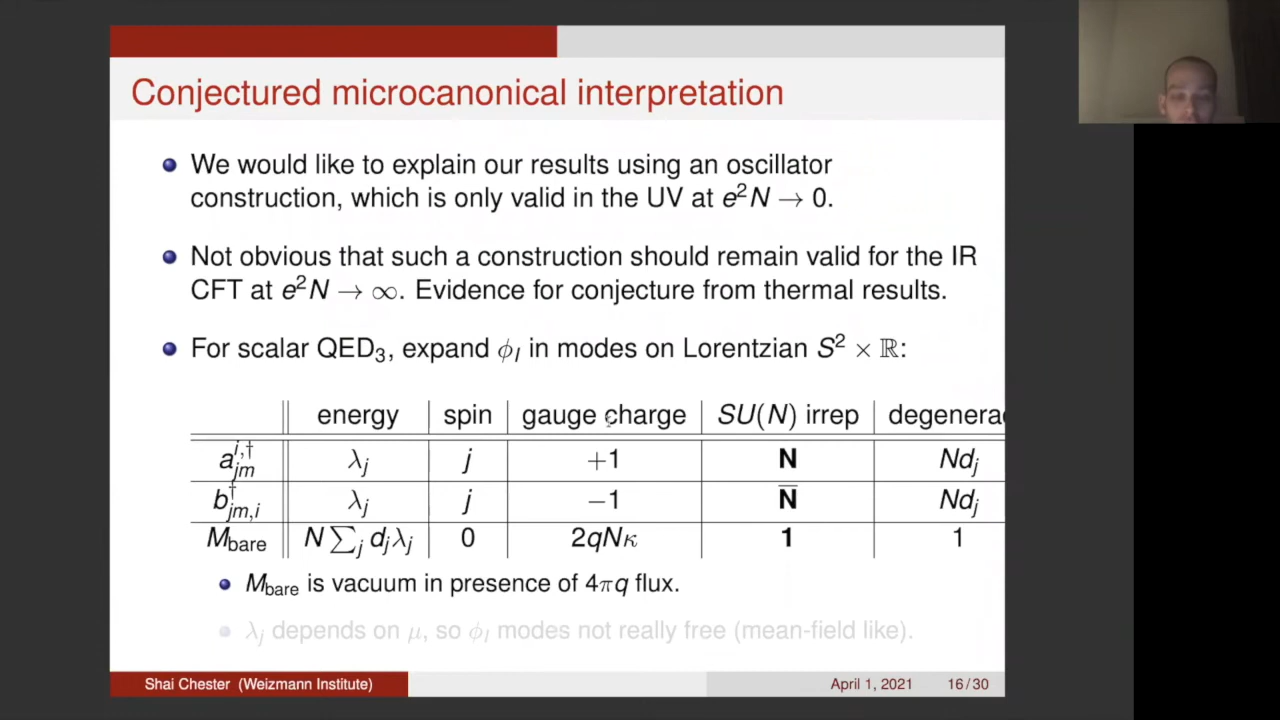 Conjectured microcanonical interpretation
We would like to explain our results using an oscillator
construction, which is only valid in the UV at e²N → 0.
Not obvious that such a construction should remain valid for the IR
CFT at e²N → ∞. Evidence for conjecture from thermal results.
For scalar QED₃, expand ϕ_I in modes on Lorentzian S² × ℝ:
energy spin gauge charge SU(N) irrep degenera
a^{i,†}_{jm} λ_j j +1 N Nd_j
b^†_{jm,i} λ_j j −1 N̅ Nd_j
M_bare N∑_j d_jλ_j 0 2qNκ 1 1
M_bare is vacuum in presence of 4πq flux.
λ_j depends on μ, so ϕ_I modes not really free (mean-field like).
Shai Chester (Weizmann Institute) April 1, 2021 16/30